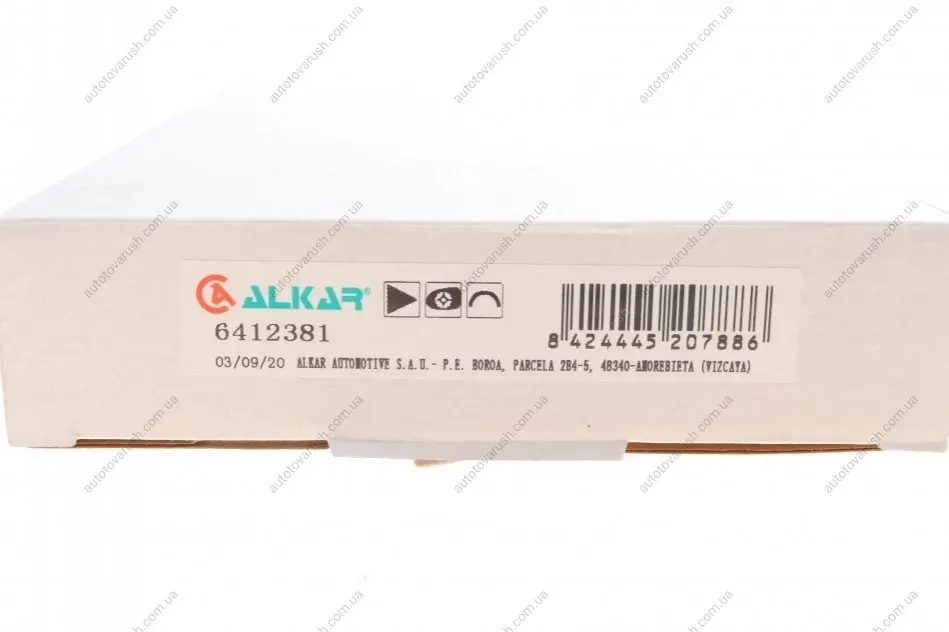 ALKAR®
6412381
8 424445 207886
03/09/20 ALKAR AUTOMOTIVE S.A.U.- P.E. BOROA, PARCELA 2B4-5, 48340-AMOREBIETA (VIZCAYA)
autotovarush.com.ua